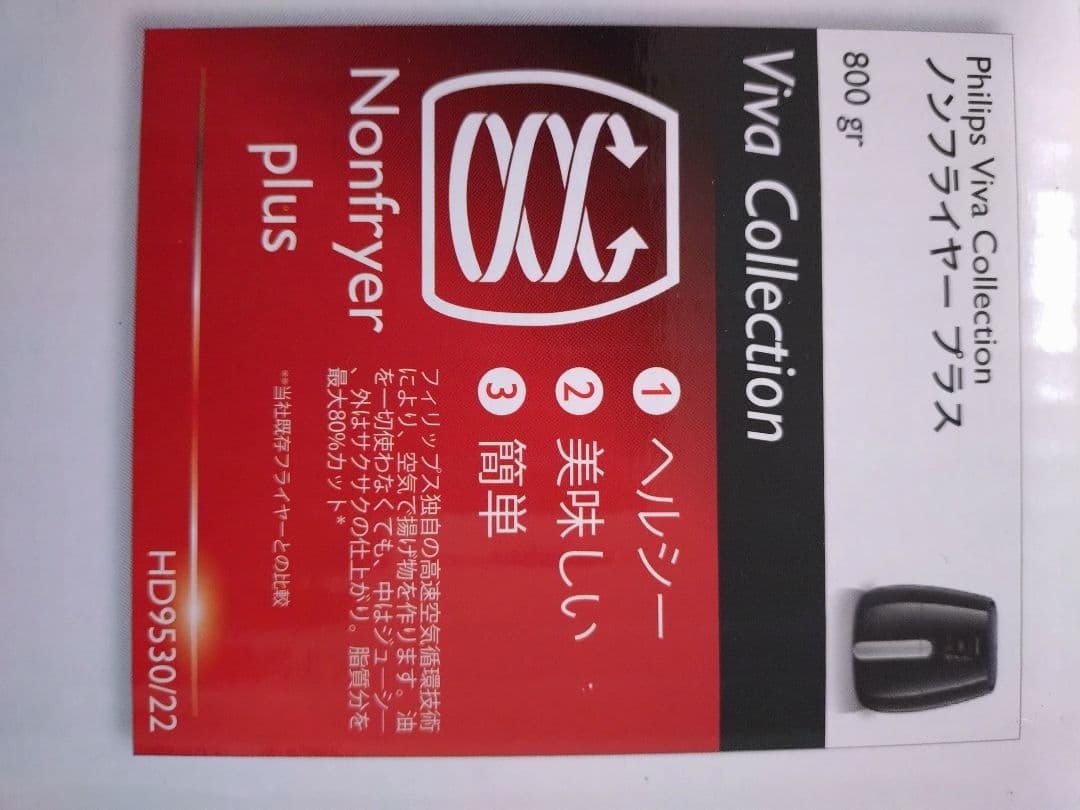 Philips Viva Collection
ノンフライヤー プラス
800 gr
Viva Collection
1 ヘルシー
2 美味しい
3 簡単
Nonfryer
plus
フィリップス独自の高速空気循環技術
により、空気で揚げ物を作ります。油
を一切使わなくても、中はジューシー
、外はサクサクの仕上がり。脂質分を
最大80%カット*
**当社既存フライヤーとの比較
HD9530/22